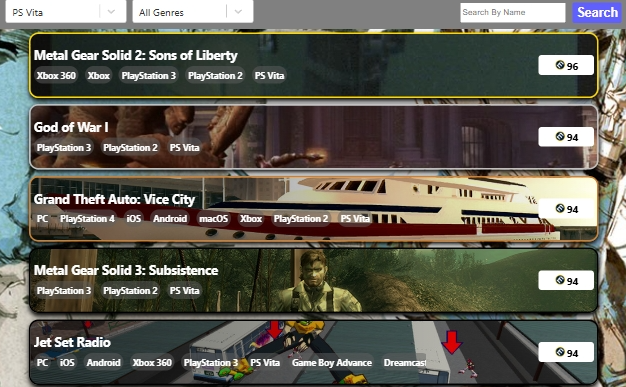 PS Vita All Genres Search By Name Search
Metal Gear Solid 2: Sons of Liberty
96
Xbox 360 Xbox PlayStation 3 PlayStation 2 PS Vita
God of War I
94
PlayStation 3 PlayStation 2 PS Vita
Grand Theft Auto: Vice City
94
PC PlayStation 4 iOS Android macOS Xbox PlayStation 2 PS Vita
Metal Gear Solid 3: Subsistence
94
PlayStation 3 PlayStation 2 PS Vita
Jet Set Radio
94
PC iOS Android Xbox 360 PlayStation 3 PS Vita Game Boy Advance Dreamcast